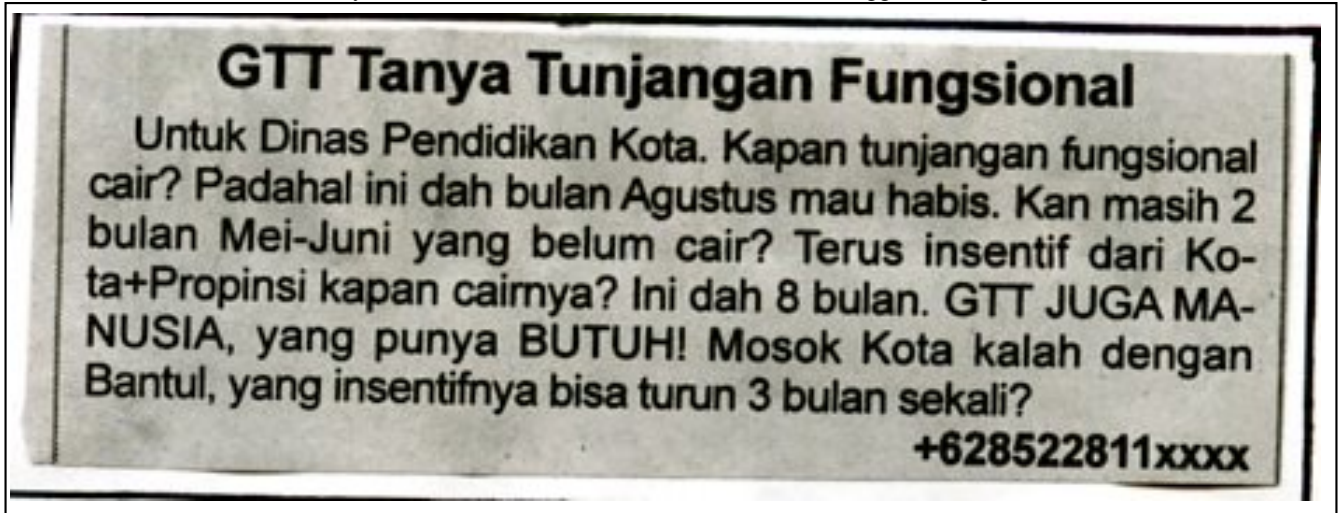 GTT Tanya Tunjangan Fungsional
Untuk Dinas Pendidikan Kota. Kapan tunjangan fungsional
cair? Padahal ini dah bulan Agustus mau habis. Kan masih 2
bulan Mei-Juni yang belum cair? Terus insentif dari Ko-
ta+Propinsi kapan cairnya? Ini dah 8 bulan. GTT JUGA MA-
NUSIA, yang punya BUTUH! Mosok Kota kalah dengan
Bantul, yang insentifnya bisa turun 3 bulan sekali?
+628522811xxxx